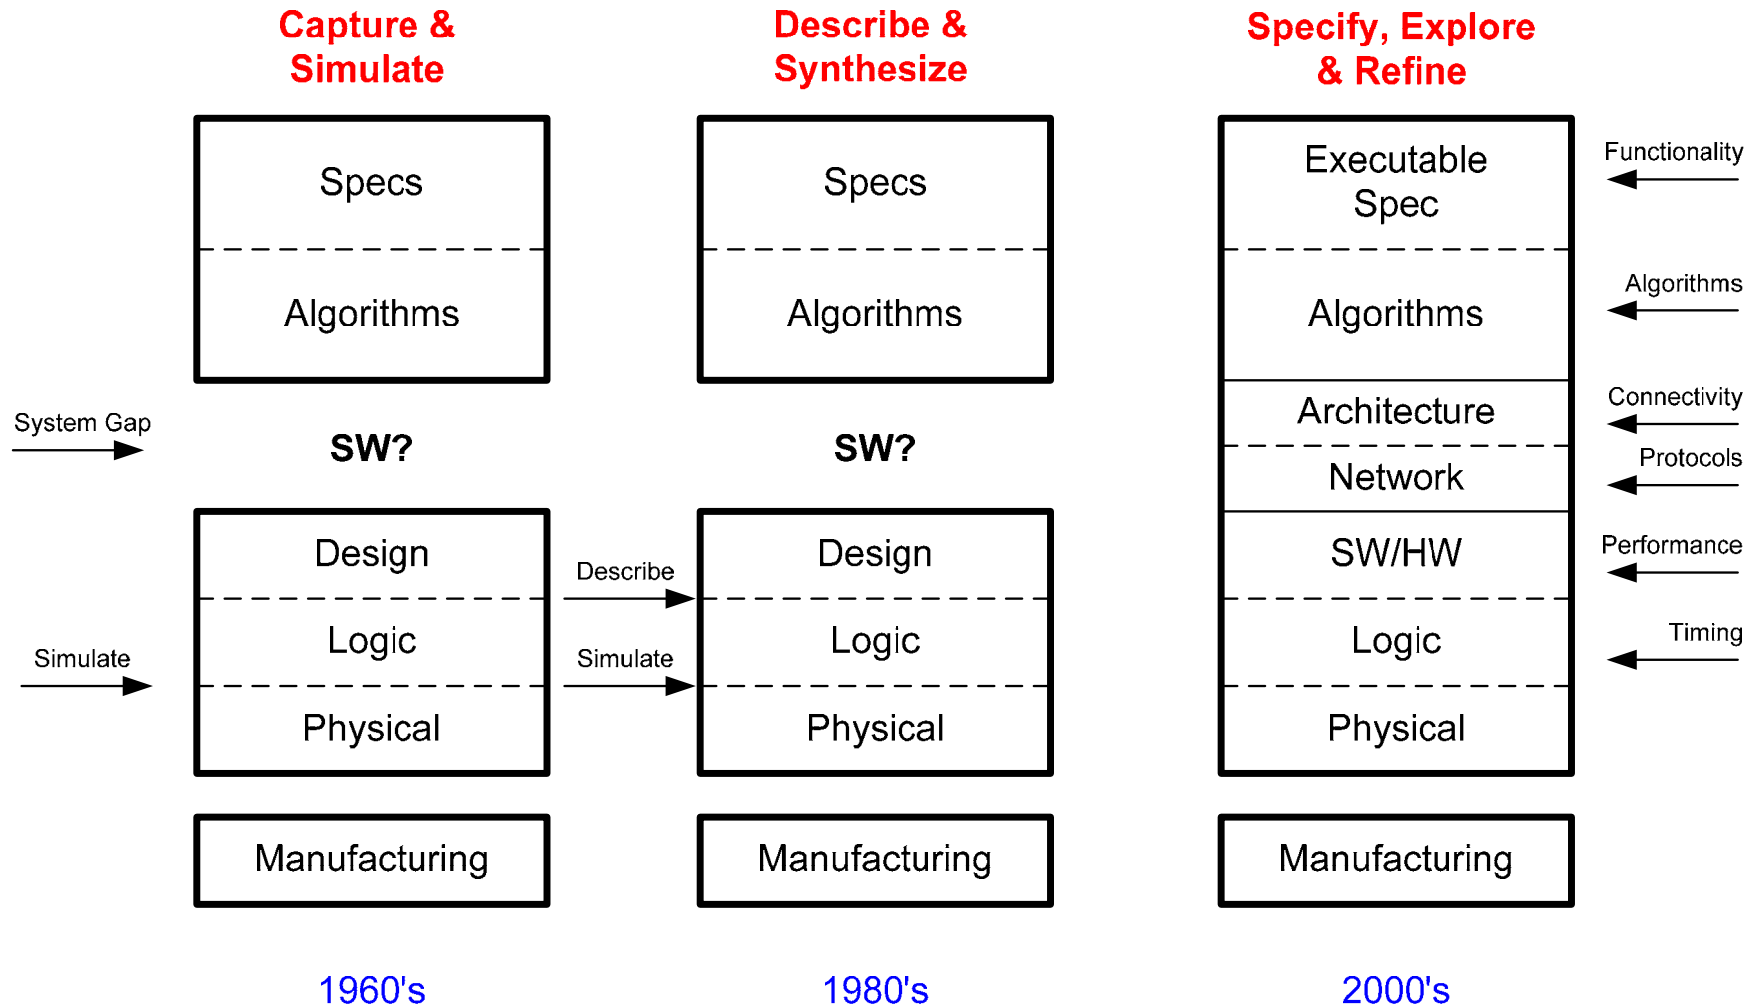 Capture &
Simulate
Describe &
Synthesize
Specify, Explore
& Refine
Specs
Algorithms
System Gap
SW?
Design
Logic
Physical
Simulate
Manufacturing
1960's
Specs
Algorithms
SW?
Describe
Simulate
Design
Logic
Physical
Manufacturing
1980's
Executable
Spec
Algorithms
Architecture
Network
SW/HW
Logic
Physical
Manufacturing
2000's
Functionality
Algorithms
Connectivity
Protocols
Performance
Timing